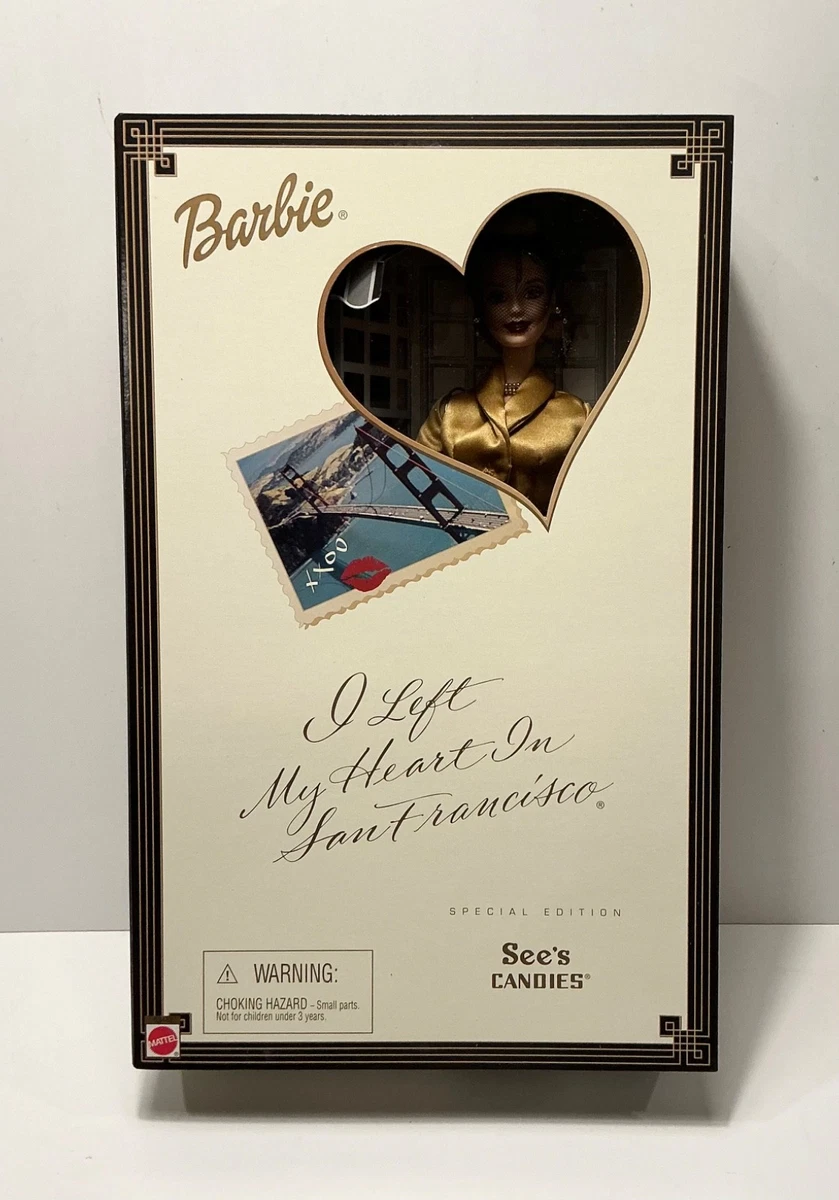 Barbie®
xxoo
I Left
My Heart In
San Francisco®
SPECIAL EDITION
See's
CANDIES®
⚠ WARNING:
CHOKING HAZARD – Small parts.
Not for children under 3 years.
MATTEL